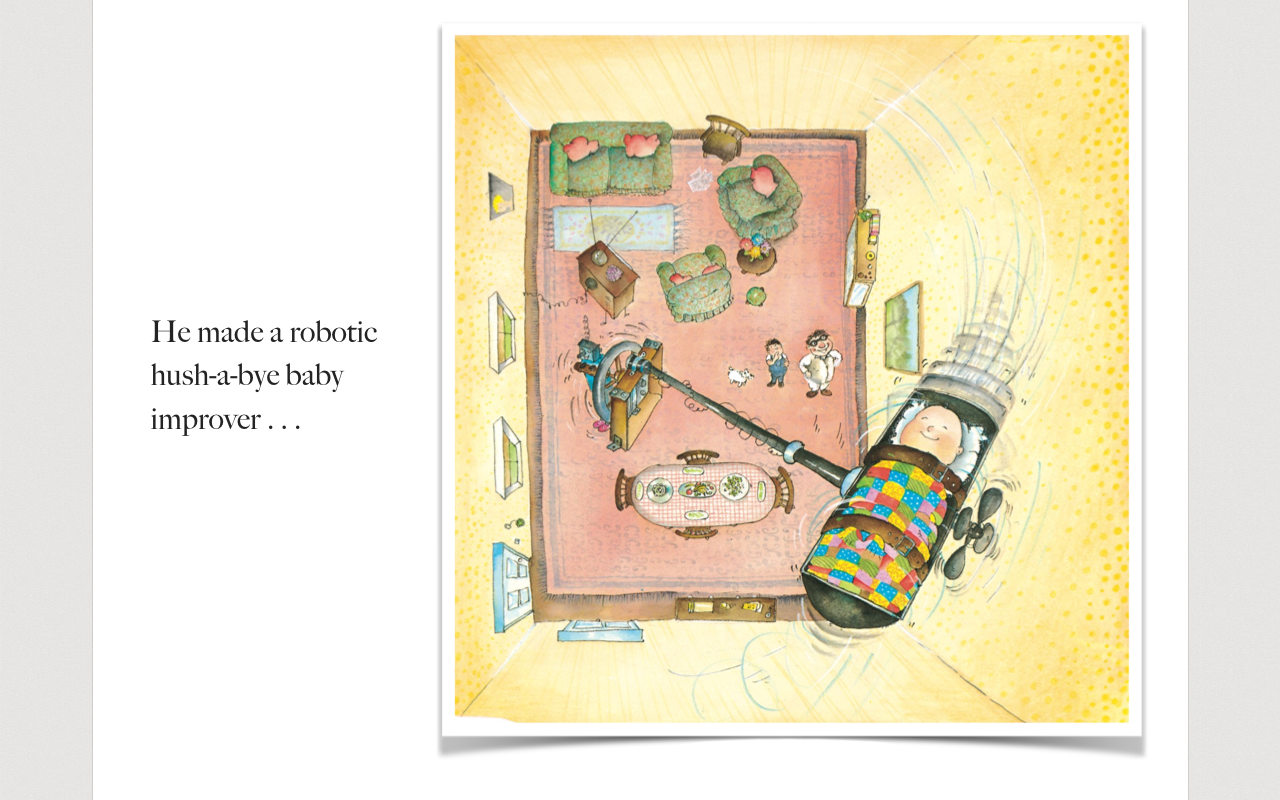 He made a robotic
hush-a-bye baby
improver . . .